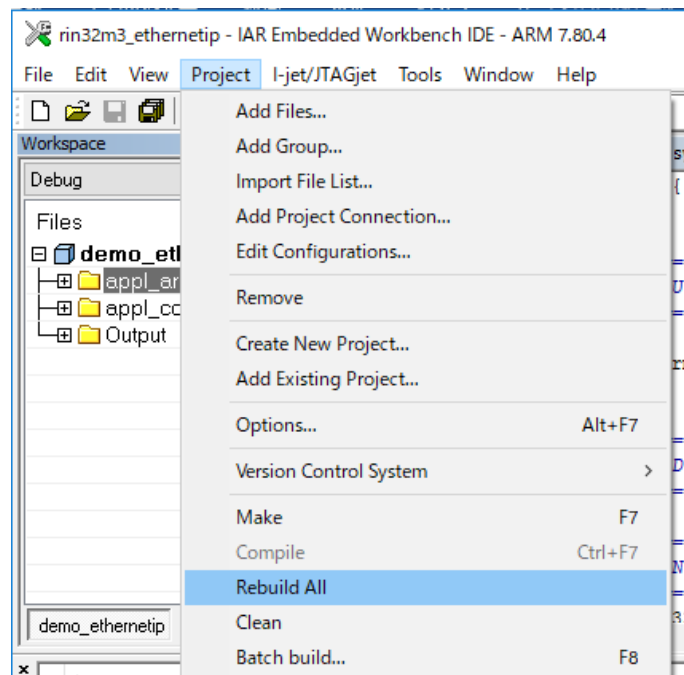 rin32m3_ethernetip - IAR Embedded Workbench IDE - ARM 7.80.4
File Edit View Project I-jet/JTAGjet Tools Window Help
Workspace
Debug
Files
demo_etl
appl_ar
appl_co
Output
demo_ethernetip
Add Files...
Add Group...
Import File List...
Add Project Connection...
Edit Configurations...
Remove
Create New Project...
Add Existing Project...
Options... Alt+F7
Version Control System >
Make F7
Compile Ctrl+F7
Rebuild All
Clean
Batch build... F8